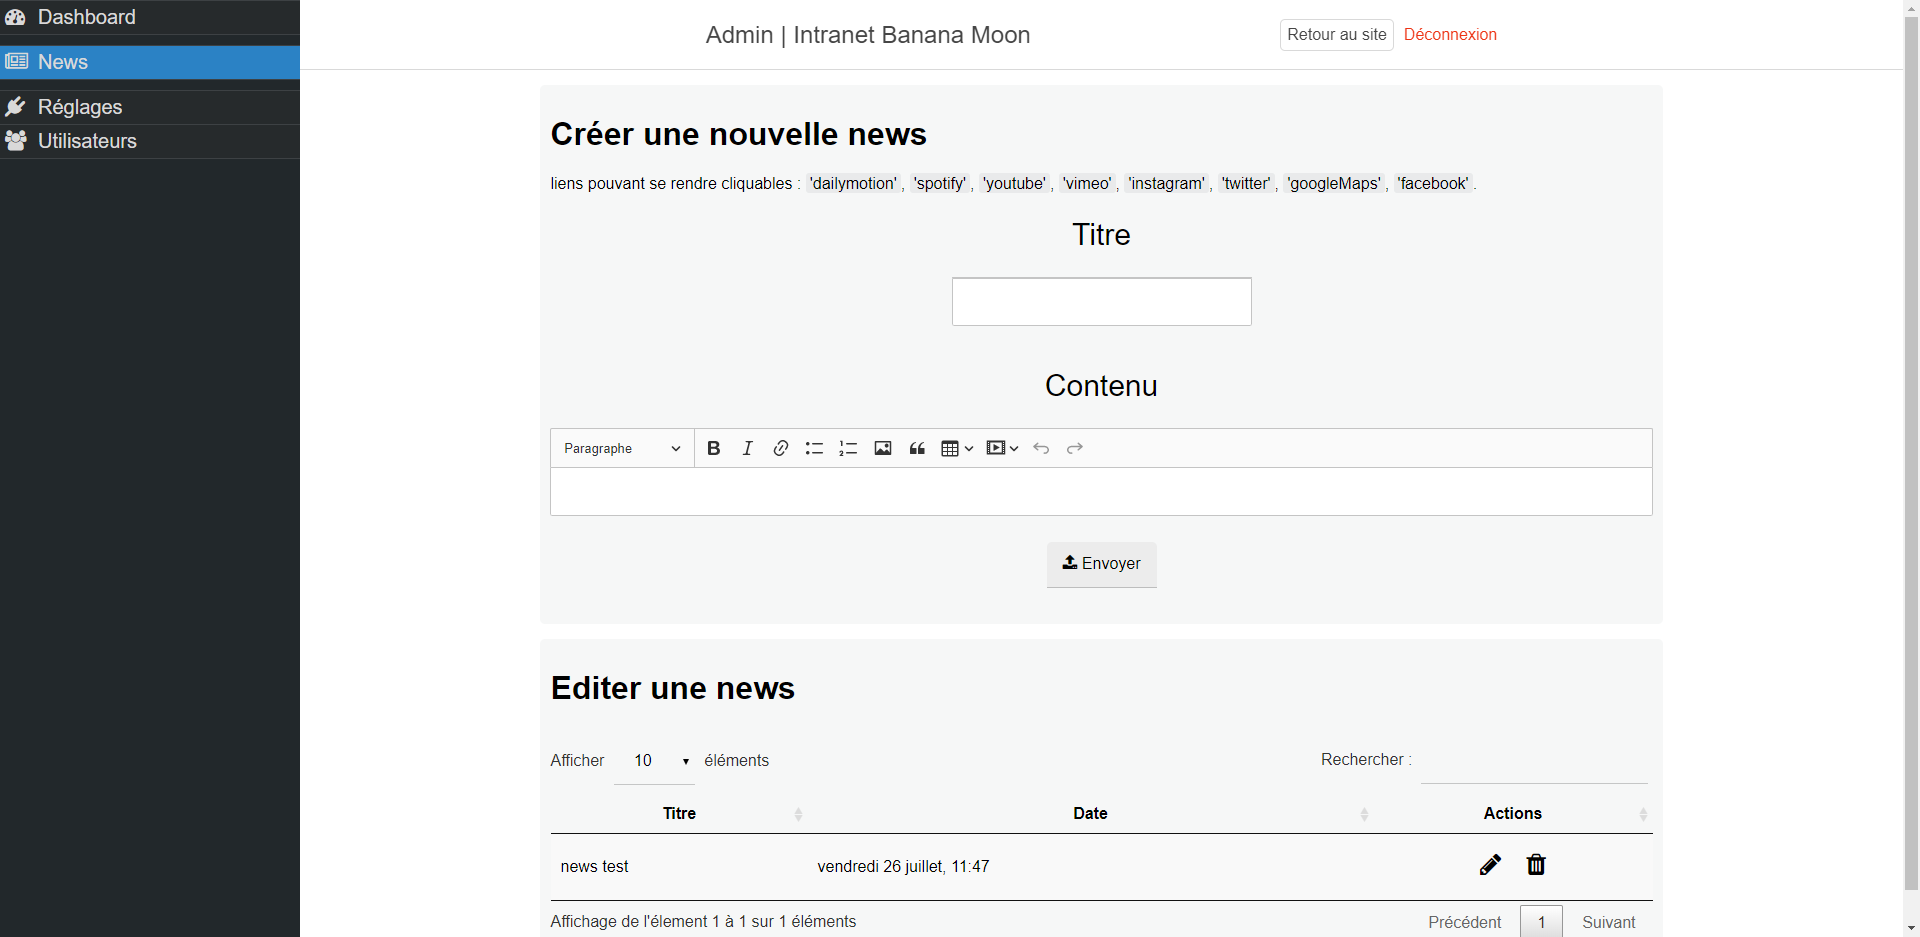 Dashboard
News
Réglages
Utilisateurs
Admin | Intranet Banana Moon
Retour au site
Déconnexion
Créer une nouvelle news
liens pouvant se rendre cliquables : 'dailymotion', 'spotify', 'youtube', 'vimeo', 'instagram', 'twitter', 'googleMaps', 'facebook'.
Titre
Contenu
Paragraphe
Envoyer
Editer une news
Afficher 10 éléments
Rechercher :
Titre Date Actions
news test vendredi 26 juillet, 11:47
Affichage de l'élement 1 à 1 sur 1 éléments
Précédent 1 Suivant